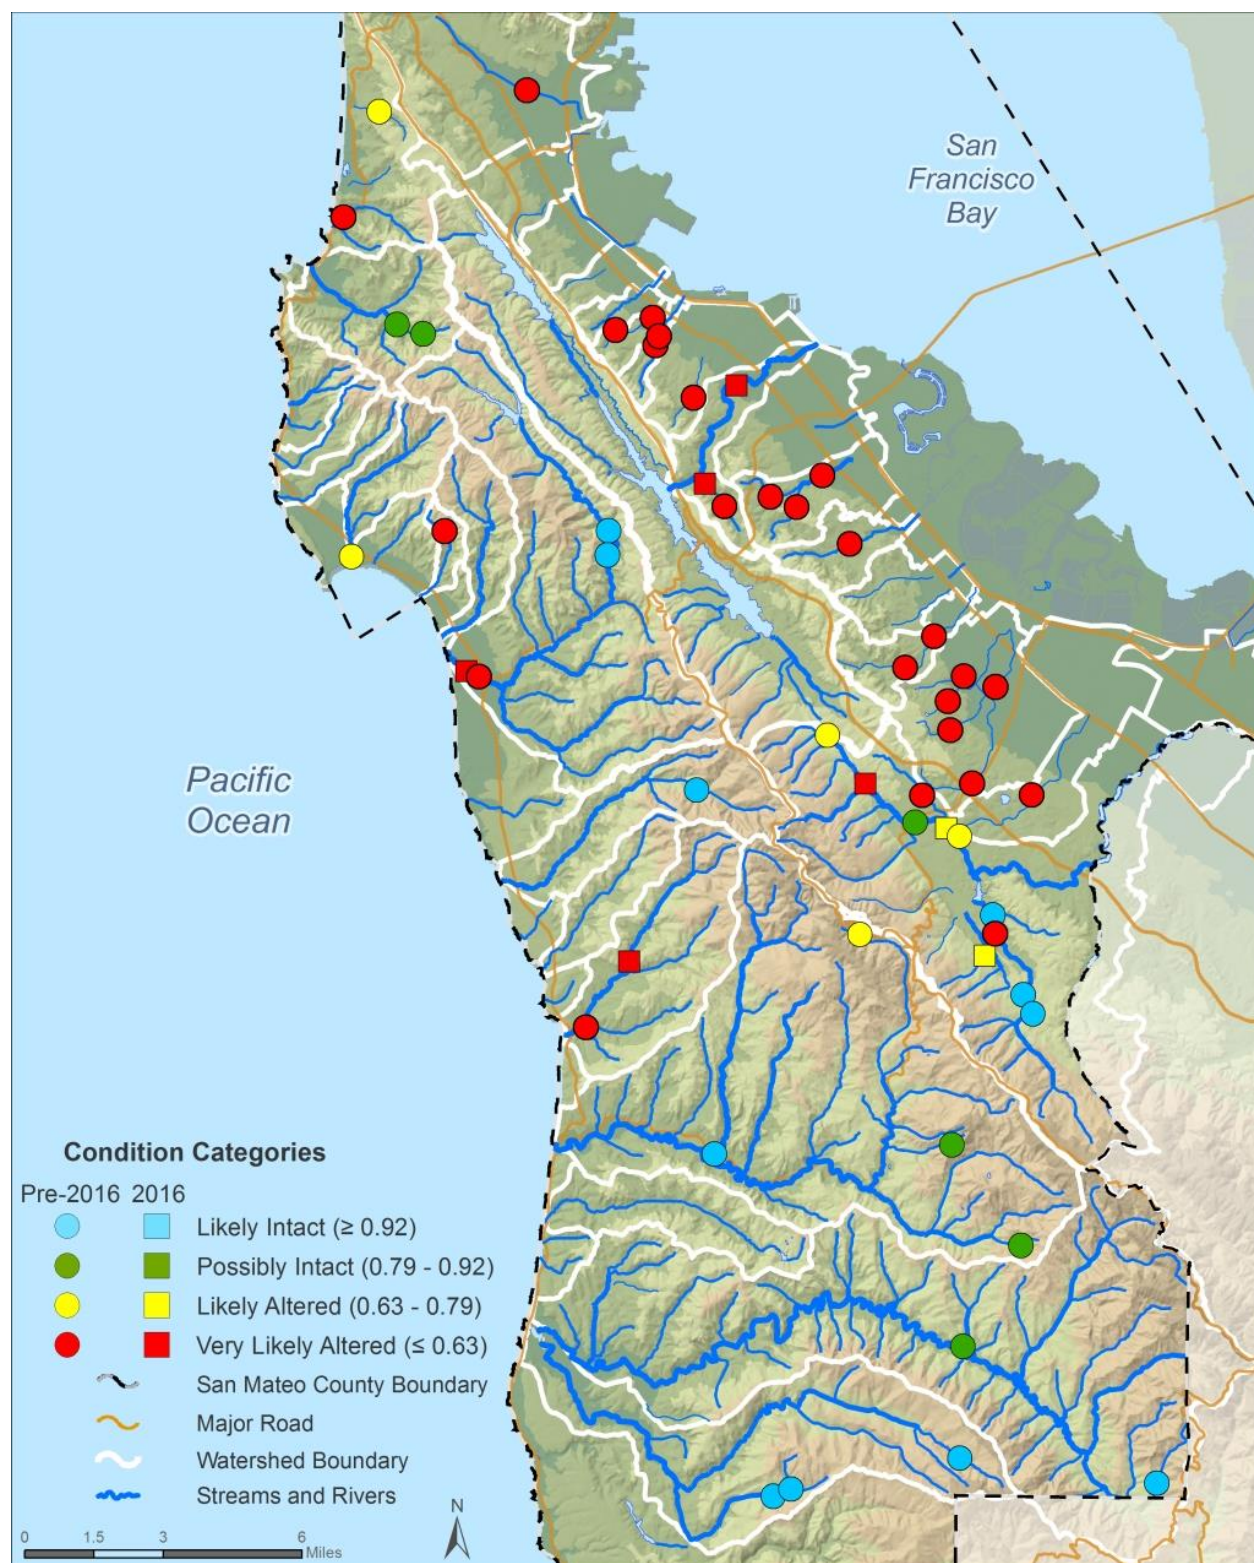 San
Francisco
Bay
Pacific
Ocean
Condition Categories
Pre-2016 2016
Likely Intact (≥ 0.92)
Possibly Intact (0.79 - 0.92)
Likely Altered (0.63 - 0.79)
Very Likely Altered (≤ 0.63)
San Mateo County Boundary
Major Road
Watershed Boundary
Streams and Rivers
N
0 1.5 3 6
Miles